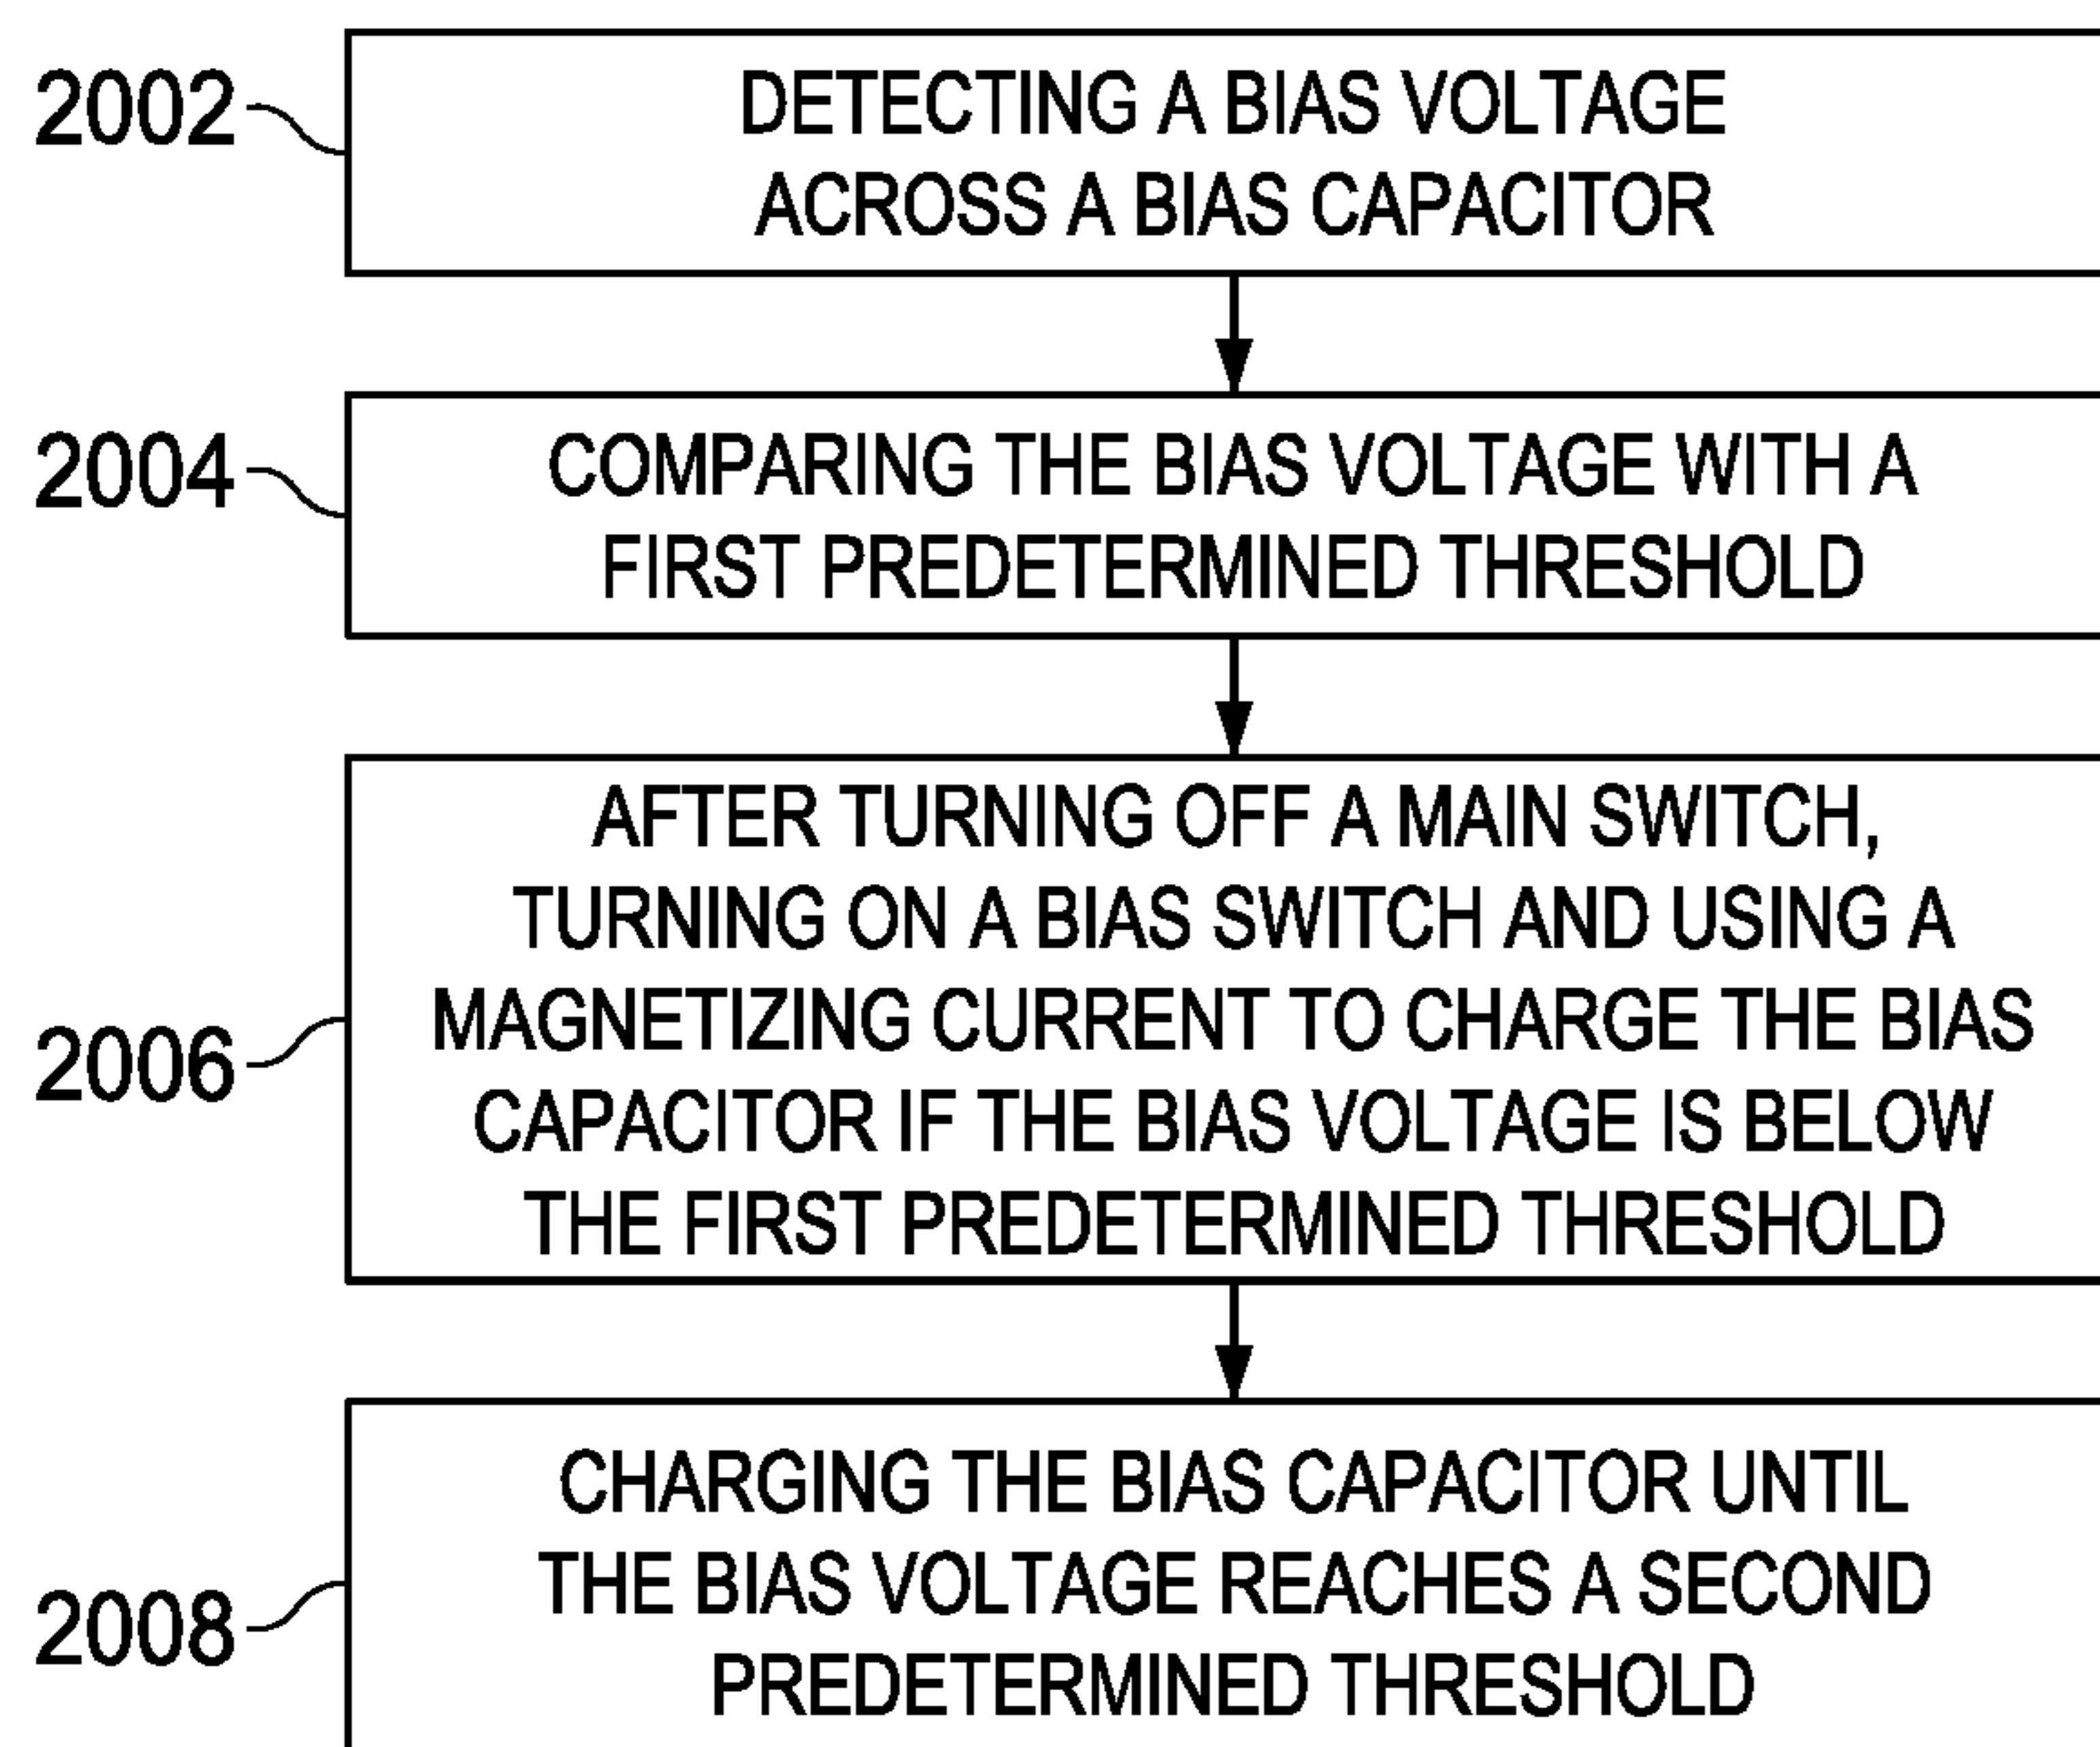 2002
DETECTING A BIAS VOLTAGE
ACROSS A BIAS CAPACITOR
2004
COMPARING THE BIAS VOLTAGE WITH A
FIRST PREDETERMINED THRESHOLD
2006
AFTER TURNING OFF A MAIN SWITCH,
TURNING ON A BIAS SWITCH AND USING A
MAGNETIZING CURRENT TO CHARGE THE BIAS
CAPACITOR IF THE BIAS VOLTAGE IS BELOW
THE FIRST PREDETERMINED THRESHOLD
2008
CHARGING THE BIAS CAPACITOR UNTIL
THE BIAS VOLTAGE REACHES A SECOND
PREDETERMINED THRESHOLD